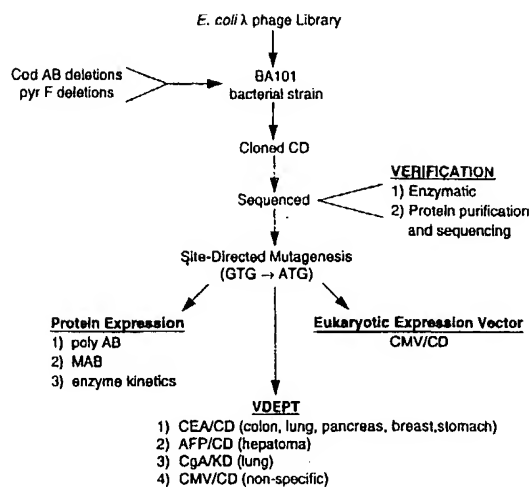 E. coli λ phage Library
Cod AB deletions
pyr F deletions
BA101
bacterial strain
Cloned CD
Sequenced
VERIFICATION
1) Enzymatic
2) Protein purification
and sequencing
Site-Directed Mutagenesis
(GTG → ATG)
Protein Expression
1) poly AB
2) MAB
3) enzyme kinetics
Eukaryotic Expression Vector
CMV/CD
VDEPT
1) CEA/CD (colon, lung, pancreas, breast,stomach)
2) AFP/CD (hepatoma)
3) CgA/KD (lung)
4) CMV/CD (non-specific)